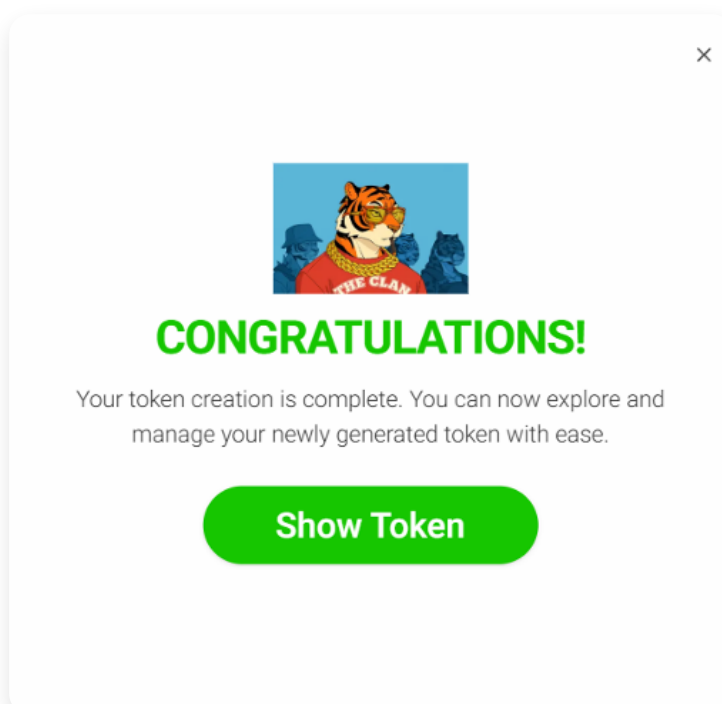 THE CLAN
CONGRATULATIONS!
Your token creation is complete. You can now explore and
manage your newly generated token with ease.
Show Token